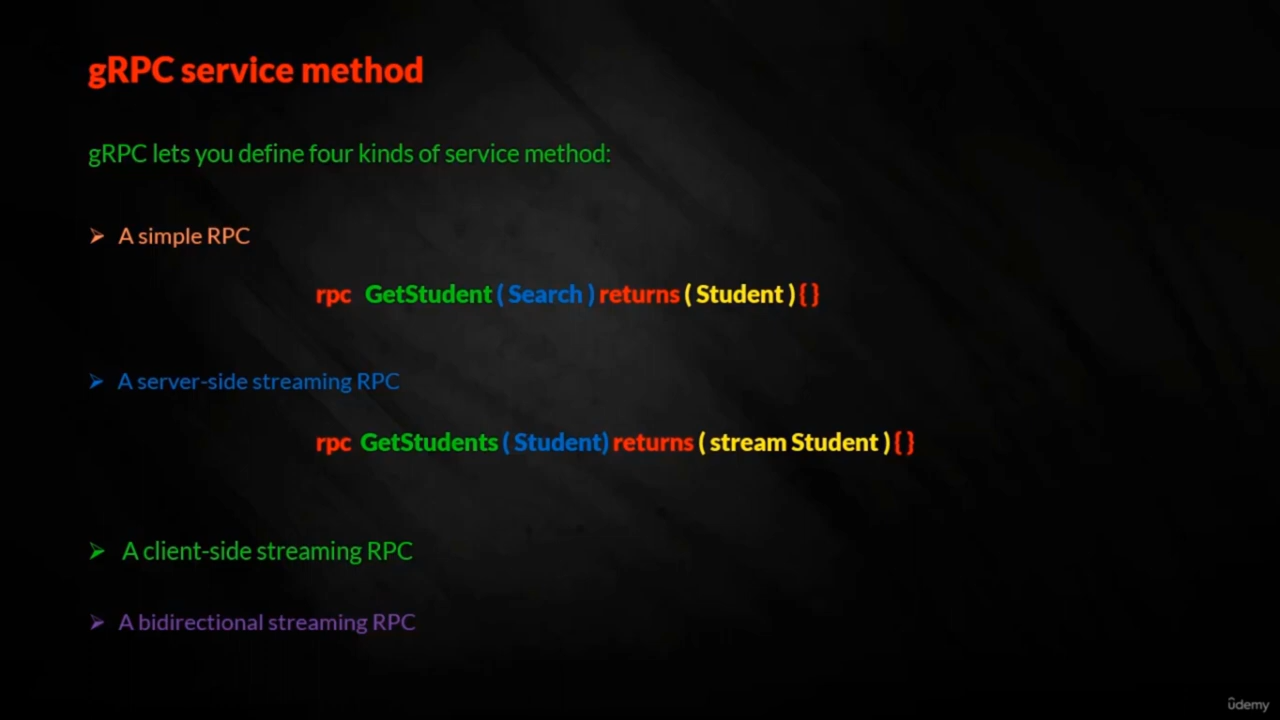 gRPC service method
gRPC lets you define four kinds of service method:
➢ A simple RPC
rpc GetStudent ( Search ) returns ( Student ) { }
➢ A server-side streaming RPC
rpc GetStudents ( Student) returns ( stream Student ) { }
➢ A client-side streaming RPC
➢ A bidirectional streaming RPC
ûdemy